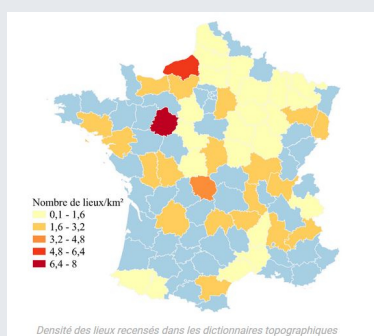 Nombre de lieux/km²
0,1 - 1,6
1,6 - 3,2
3,2 - 4,8
4,8 - 6,4
6,4 - 8
Densité des lieux recensés dans les dictionnaires topographiques